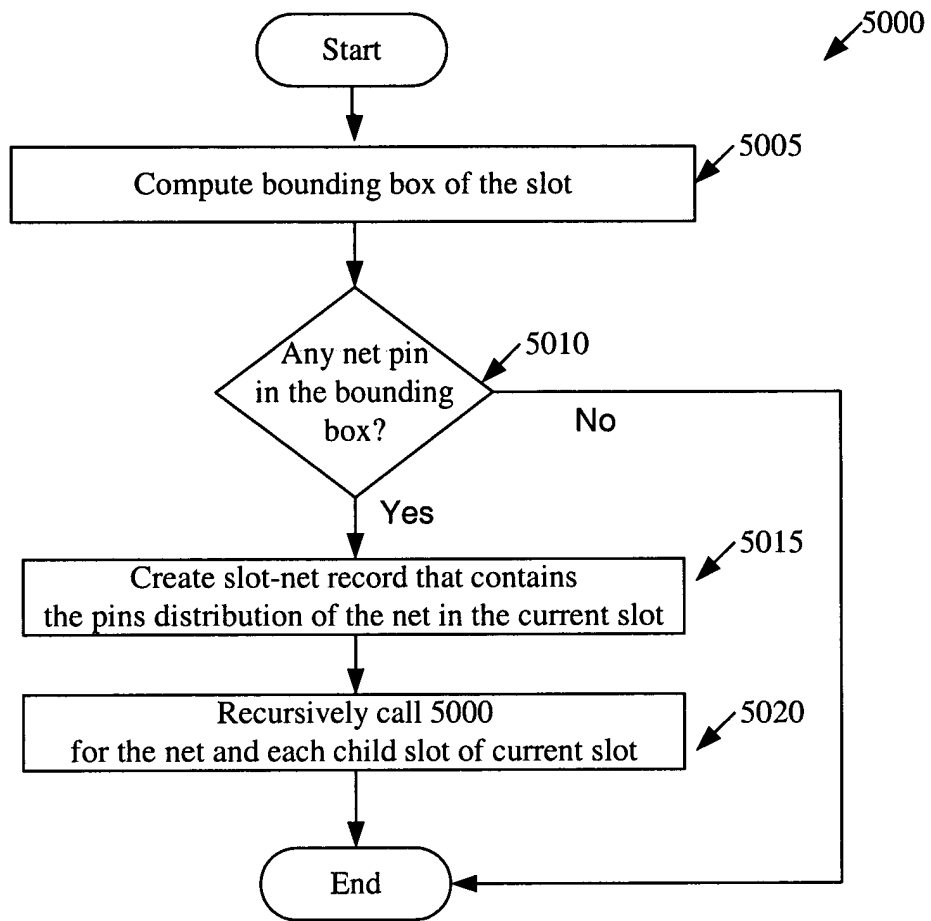 Start
5000
Compute bounding box of the slot
5005
Any net pin
in the bounding
box?
5010
No
Yes
Create slot-net record that contains
the pins distribution of the net in the current slot
5015
Recursively call 5000
for the net and each child slot of current slot
5020
End